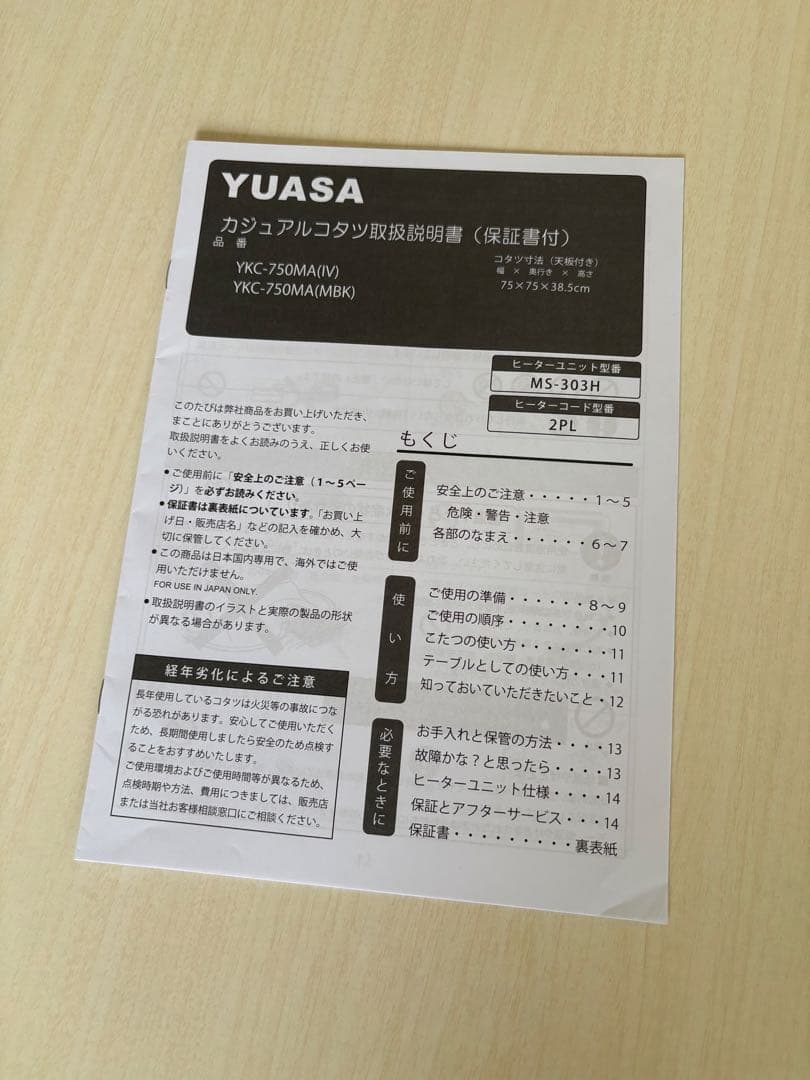 YUASA
カジュアルコタツ取扱説明書（保証書付）
品 番
YKC-750MA(IV)
YKC-750MA(MBK)
コタツ寸法（天板付き）
幅 × 奥行き × 高さ
75×75×38.5cm
ヒーターユニット型番
MS-303H
ヒーターコード型番
2PL
このたびは弊社商品をお買い上げいただき、
まことにありがとうございます。
取扱説明書をよくお読みのうえ、正しくお使
いください。
●ご使用前に「安全上のご注意（1〜5ペー
ジ）」を必ずお読みください。
●保証書は裏表紙についています。「お買い上
げ日・販売店名」などの記入を確かめ、大
切に保管してください。
●この商品は日本国内専用で、海外ではご使
用いただけません。
FOR USE IN JAPAN ONLY.
●取扱説明書のイラストと実際の製品の形状
が異なる場合があります。
経年劣化によるご注意
長年使用しているコタツは火災等の事故につな
がる恐れがあります。安心してご使用いただく
ため、長期間使用しましたら安全のため点検す
ることをおすすめいたします。
ご使用環境およびご使用時間等が異なるため、
点検時期や方法、費用につきましては、販売店
または当社お客様相談窓口にご相談ください。
もくじ
ご使用前に
安全上のご注意・・・・・1〜5
危険・警告・注意
各部のなまえ・・・・・・6〜7
使い方
ご使用の準備・・・・・・8〜9
ご使用の順序・・・・・・・10
こたつの使い方・・・・・・・11
テーブルとしての使い方・・・11
知っておいていただきたいこと・12
必要なときに
お手入れと保管の方法・・・・13
故障かな？と思ったら・・・・13
ヒーターユニット仕様・・・・14
保証とアフターサービス・・・14
保証書・・・・・・・・・裏表紙